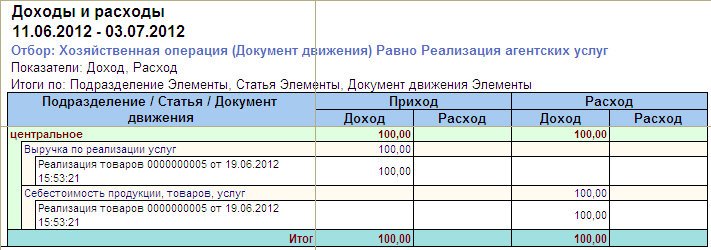 Доходы и расходы
11.06.2012 - 03.07.2012
Отбор: Хозяйственная операция (Документ движения) Равно Реализация агентских услуг
Показатели: Доход, Расход
Итоги по: Подразделение Элементы, Статья Элементы, Документ движения Элементы
Подразделение / Статья / Документ движения Приход Расход
Доход Расход Доход Расход
центральное 100,00 100,00
Выручка по реализации услуг 100,00
Реализация товаров 0000000005 от 19.06.2012
15:53:21 100,00
Себестоимость продукции, товаров, услуг 100,00
Реализация товаров 0000000005 от 19.06.2012
15:53:21 100,00
Итог 100,00 100,00